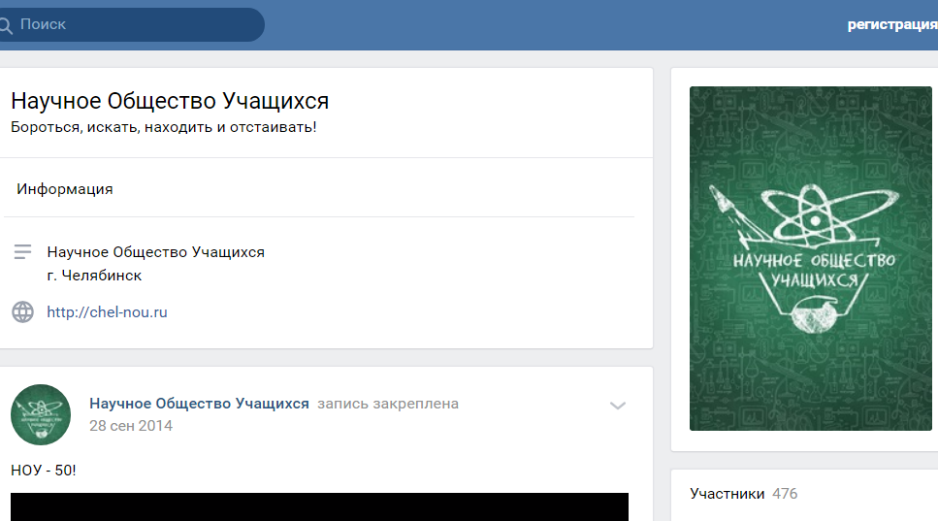 Поиск
регистрация
Научное Общество Учащихся
Бороться, искать, находить и отстаивать!
Информация
Научное Общество Учащихся
г. Челябинск
http://chel-nou.ru
НАУЧНОЕ ОБЩЕСТВО
УЧАЩИХСЯ
Научное Общество Учащихся запись закреплена
28 сен 2014
НОУ - 50!
Участники 476